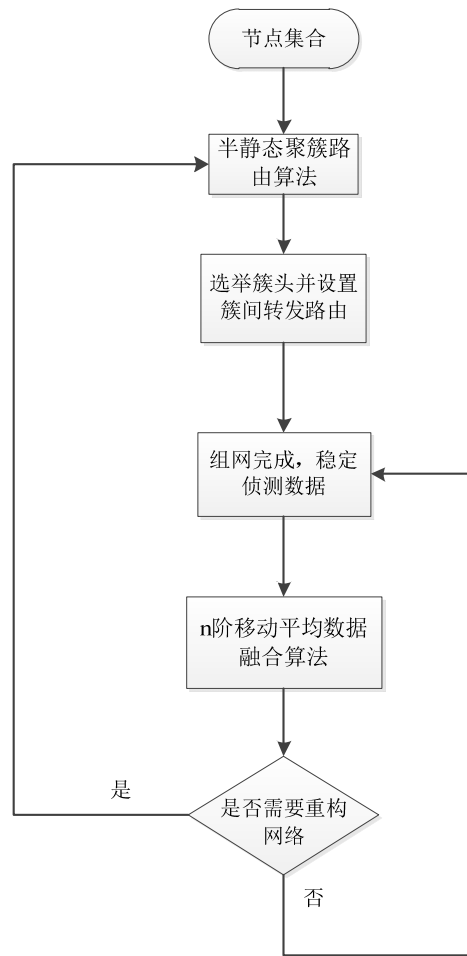 节点集合
半静态聚簇路
由算法
选举簇头并设置
簇间转发路由
组网完成，稳定
侦测数据
n阶移动平均数据
融合算法
是
是否需要重构
网络
否